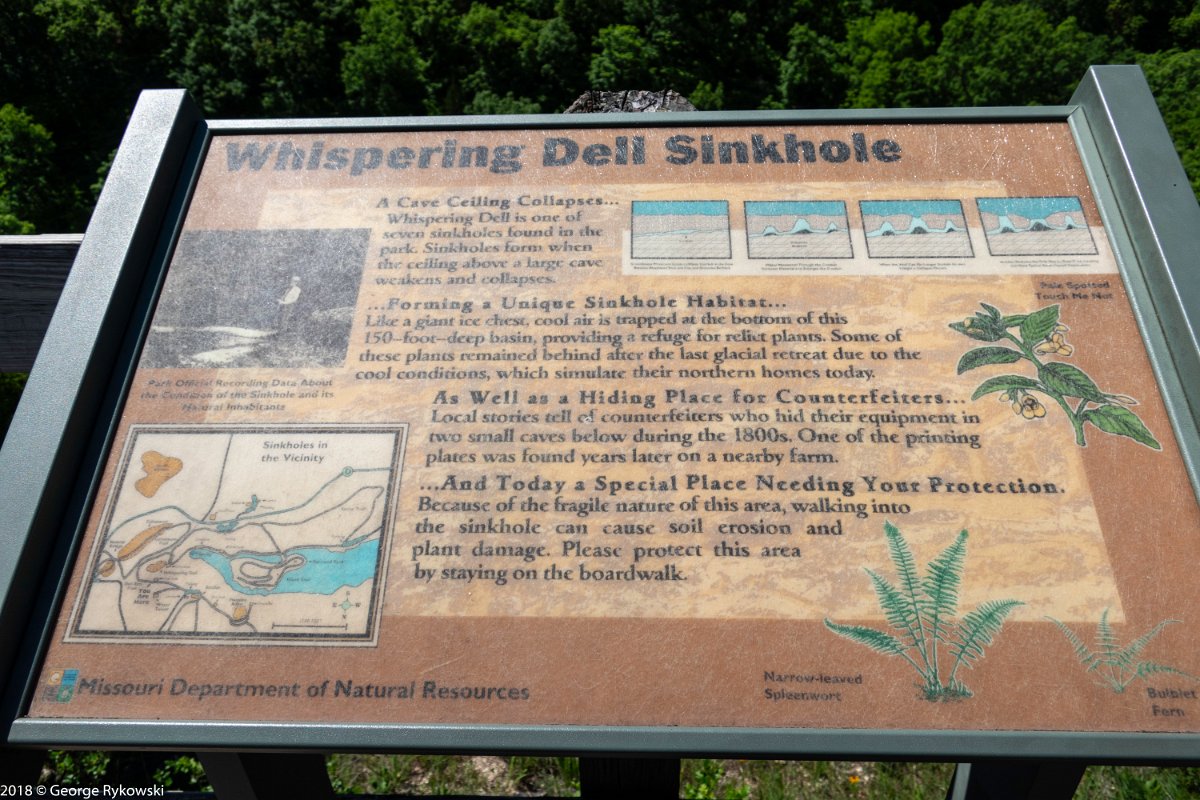 Whispering Dell Sinkhole
A Cave Ceiling Collapses...
Whispering Dell is one of
seven sinkholes found in the
park. Sinkholes form when
the ceiling above a large cave
weakens and collapses.
...Forming a Unique Sinkhole Habitat...
Like a giant ice chest, cool air is trapped at the bottom of this
150-foot-deep basin, providing a refuge for relict plants. Some of
these plants remained behind after the last glacial retreat due to the
cool conditions, which simulate their northern homes today.
Pale Spotted
Touch Me Not
Park Official Recording Data About
the Condition of the Sinkhole and its
Natural Inhabitants
As Well as a Hiding Place for Counterfeiters...
Local stories tell of counterfeiters who hid their equipment in
two small caves below during the 1800s. One of the printing
plates was found years later on a nearby farm.
...And Today a Special Place Needing Your Protection.
Because of the fragile nature of this area, walking into
the sinkhole can cause soil erosion and
plant damage. Please protect this area
by staying on the boardwalk.
Sinkholes in
the Vicinity
You
Are
Here
Narrow-leaved
Spleenwort
Bulblet
Fern
Missouri Department of Natural Resources
2018 © George Rykowski